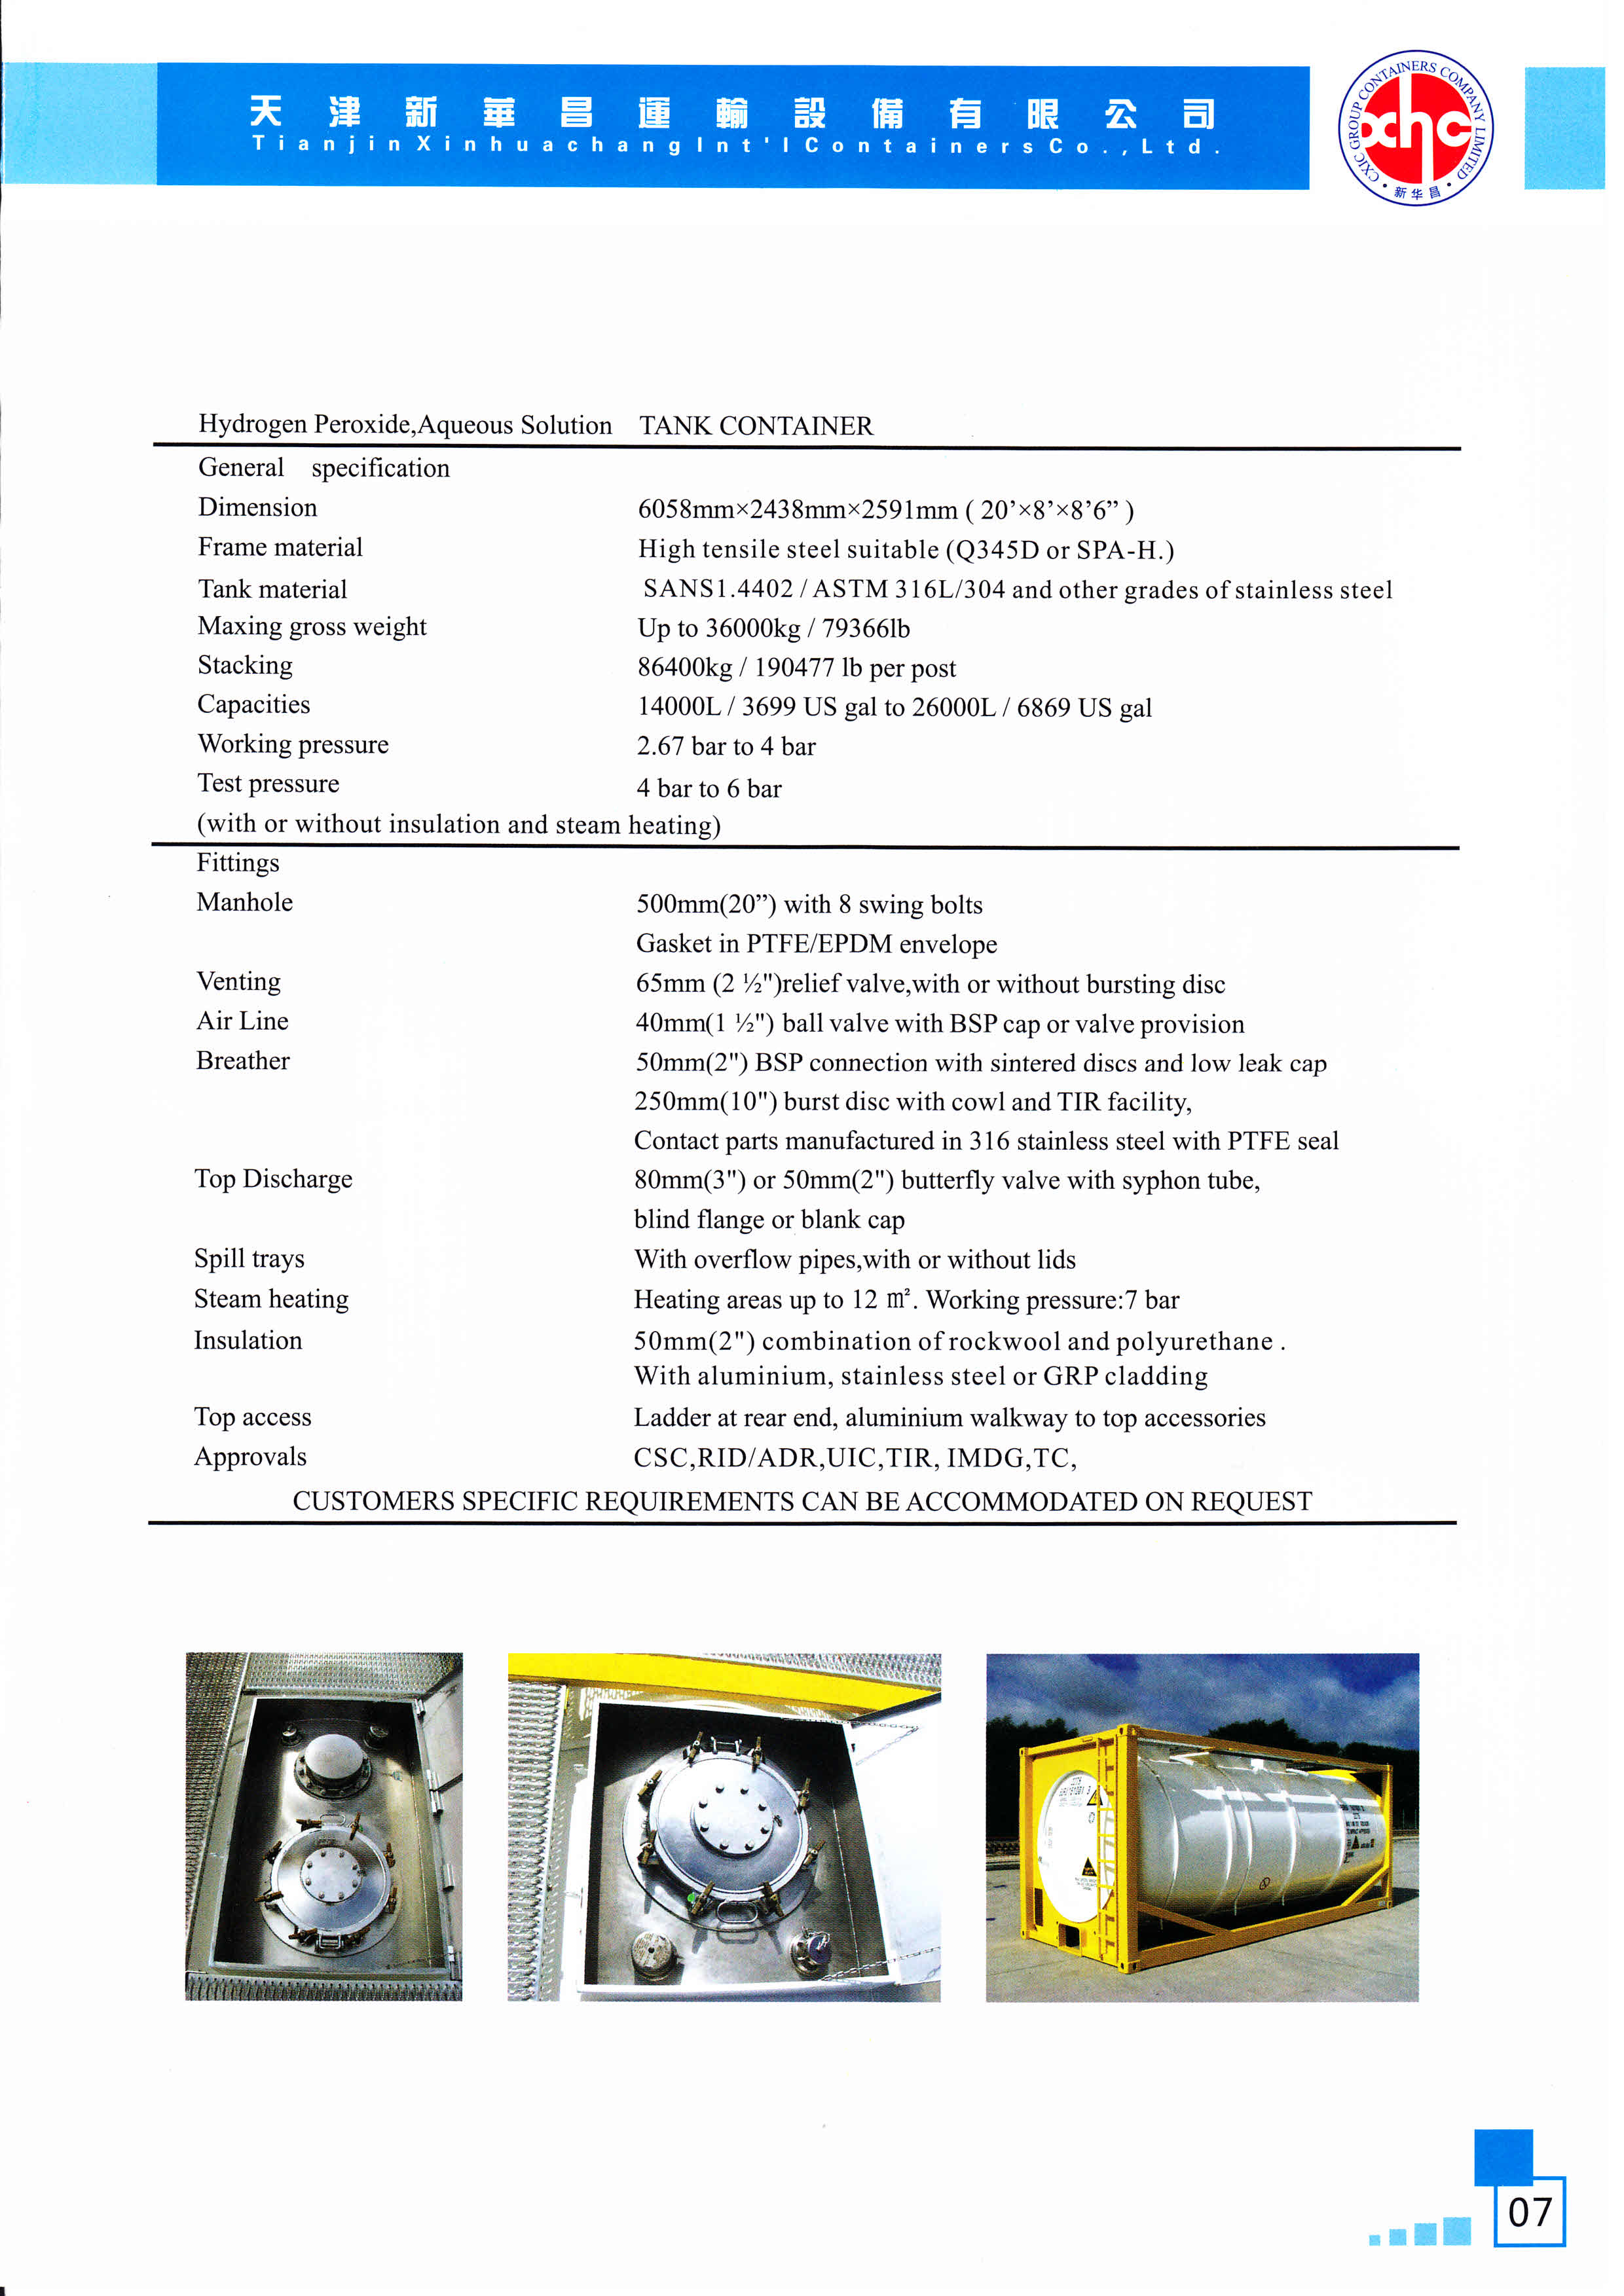 天津新華昌運輸設備有限公司
TianjinXinhuachangInt'lContainersCo.,Ltd.
CXIC GROUP CONTAINERS COMPANY LIMITED
xhc
新华昌
Hydrogen Peroxide,Aqueous Solution TANK CONTAINER
General specification
Dimension 6058mm×2438mm×2591mm ( 20’×8’×8’6” )
Frame material High tensile steel suitable (Q345D or SPA-H.)
Tank material SANS1.4402 / ASTM 316L/304 and other grades of stainless steel
Maxing gross weight Up to 36000kg / 79366lb
Stacking 86400kg / 190477 lb per post
Capacities 14000L / 3699 US gal to 26000L / 6869 US gal
Working pressure 2.67 bar to 4 bar
Test pressure 4 bar to 6 bar
(with or without insulation and steam heating)
Fittings
Manhole 500mm(20”) with 8 swing bolts
Gasket in PTFE/EPDM envelope
Venting 65mm (2 ½")relief valve,with or without bursting disc
Air Line 40mm(1 ½") ball valve with BSP cap or valve provision
Breather 50mm(2") BSP connection with sintered discs and low leak cap
250mm(10") burst disc with cowl and TIR facility,
Contact parts manufactured in 316 stainless steel with PTFE seal
Top Discharge 80mm(3") or 50mm(2") butterfly valve with syphon tube,
blind flange or blank cap
Spill trays With overflow pipes,with or without lids
Steam heating Heating areas up to 12 m². Working pressure:7 bar
Insulation 50mm(2") combination of rockwool and polyurethane .
With aluminium, stainless steel or GRP cladding
Top access Ladder at rear end, aluminium walkway to top accessories
Approvals CSC,RID/ADR,UIC,TIR, IMDG,TC,
CUSTOMERS SPECIFIC REQUIREMENTS CAN BE ACCOMMODATED ON REQUEST
07